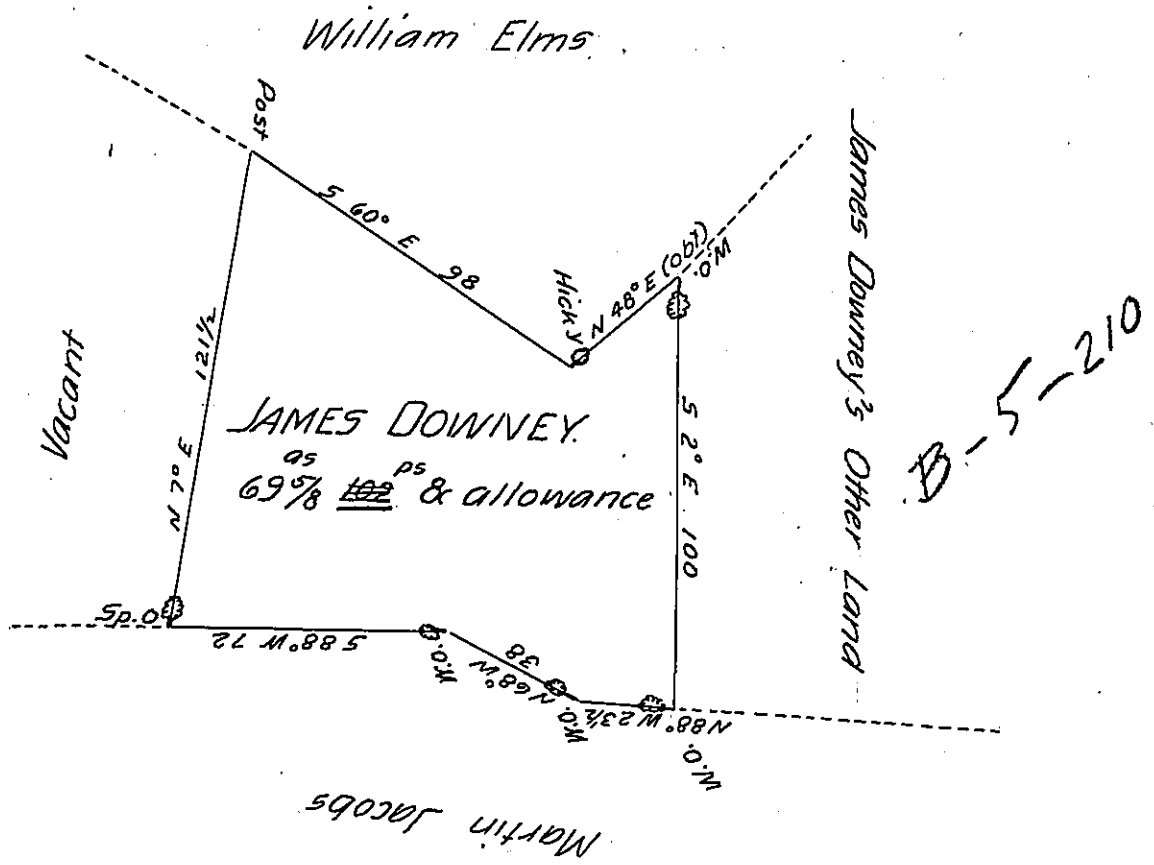 William Elms.
Post
S 60° E 98
Hicky
N 48° E (obt).
W.O.
James Downey's Other Land
B-5-210
Vacant
N 7° E 121½
JAMES DOWNEY.
as ps
69 5/8 102 & allowance
S 2° E 100
Sp.O
S 88° W 72
W.O.
N 68° W 38
W.O.
N 88° W 23½
W.O.
Martin Jacobs